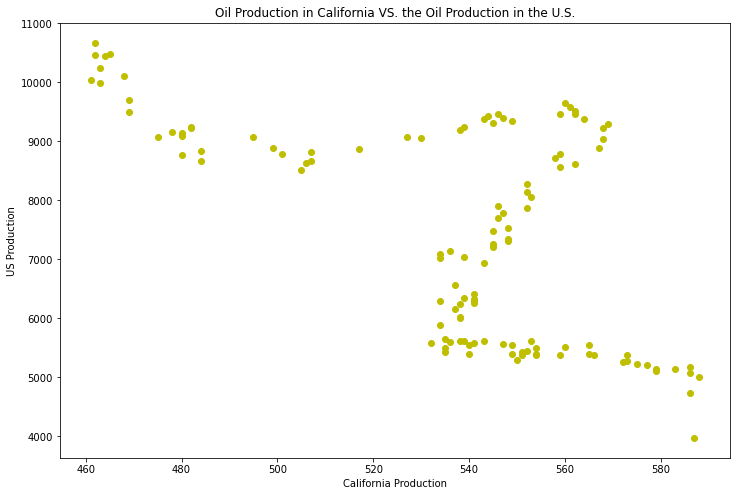 Oil Production in California VS. the Oil Production in the U.S.
11000
10000
9000
8000
7000
6000
5000
4000
US Production
460 480 500 520 540 560 580
California Production